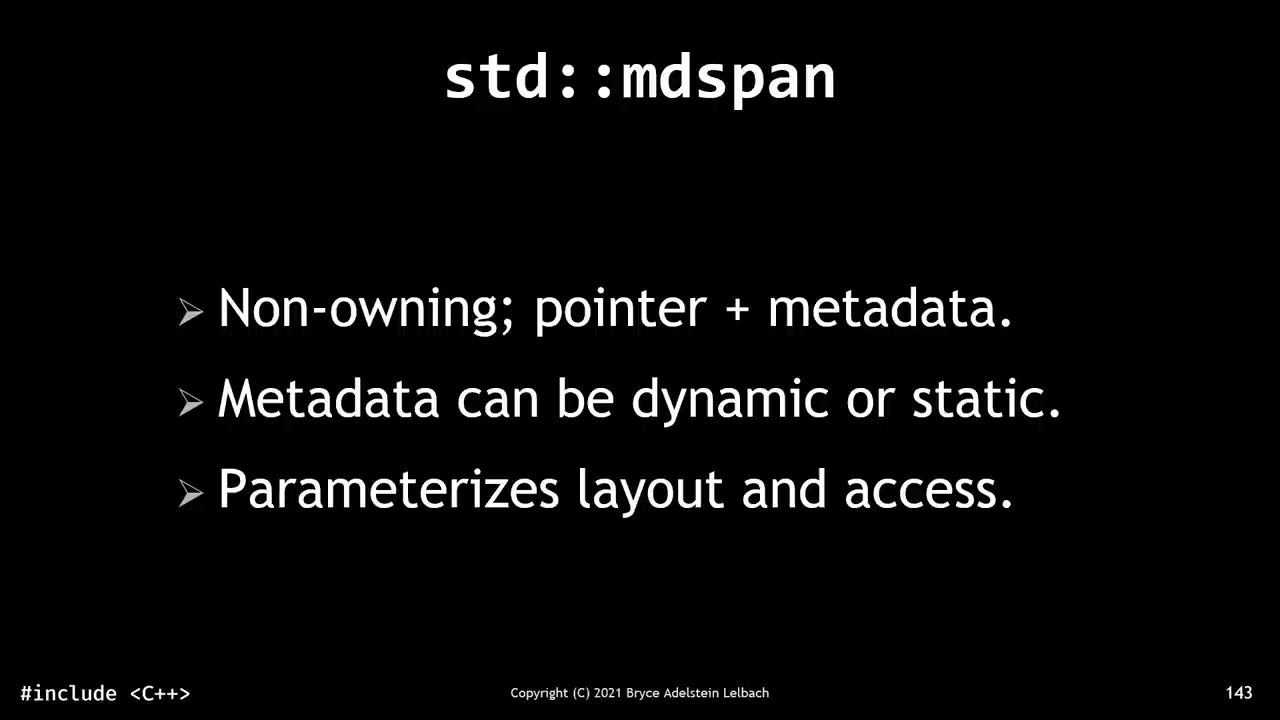 std::mdspan
➢ Non-owning; pointer + metadata.
➢ Metadata can be dynamic or static.
➢ Parameterizes layout and access.
#include <C++>
Copyright (C) 2021 Bryce Adelstein Lelbach
143